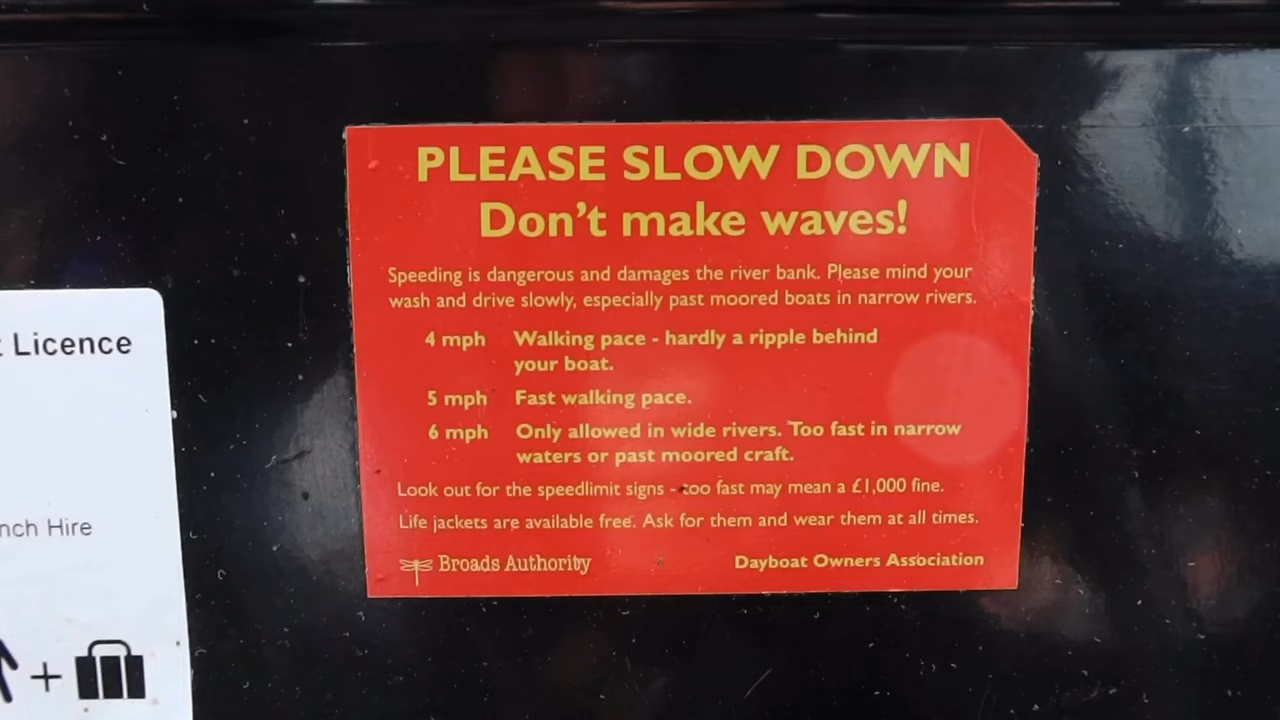 PLEASE SLOW DOWN
Don't make waves!
Speeding is dangerous and damages the river bank. Please mind your
wash and drive slowly, especially past moored boats in narrow rivers.
4 mph Walking pace - hardly a ripple behind
your boat.
5 mph Fast walking pace.
6 mph Only allowed in wide rivers. Too fast in narrow
waters or past moored craft.
Look out for the speedlimit signs - too fast may mean a £1,000 fine.
Life jackets are available free. Ask for them and wear them at all times.
Broads Authority Dayboat Owners Association
Licence
Hire
+